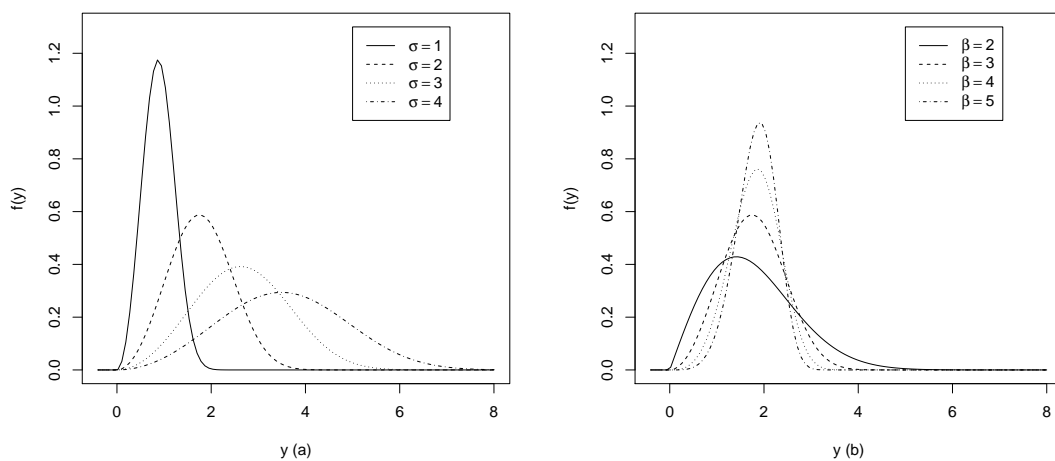 σ = 1
σ = 2
σ = 3
σ = 4
f(y)
0.0
0.2
0.4
0.6
0.8
1.0
1.2
0 2 4 6 8
y (a)
β = 2
β = 3
β = 4
β = 5
f(y)
0.0
0.2
0.4
0.6
0.8
1.0
1.2
0 2 4 6 8
y (b)